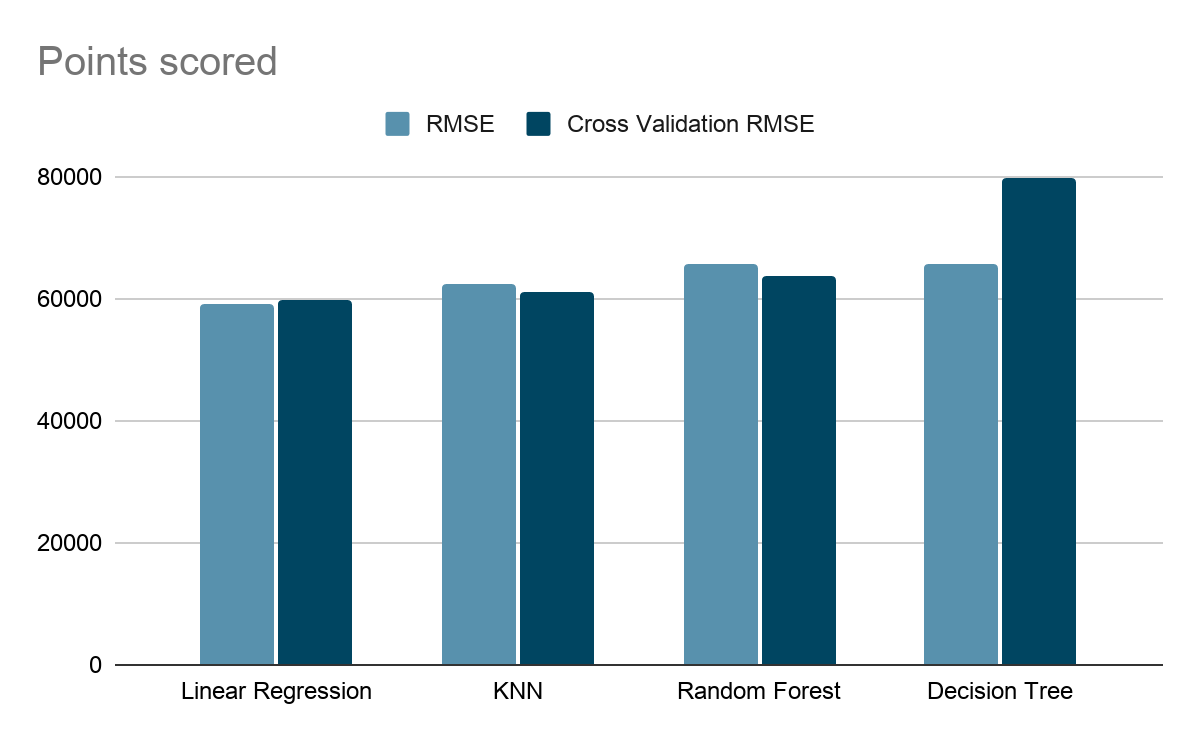 Points scored
RMSE Cross Validation RMSE
80000
60000
40000
20000
0
Linear Regression KNN Random Forest Decision Tree